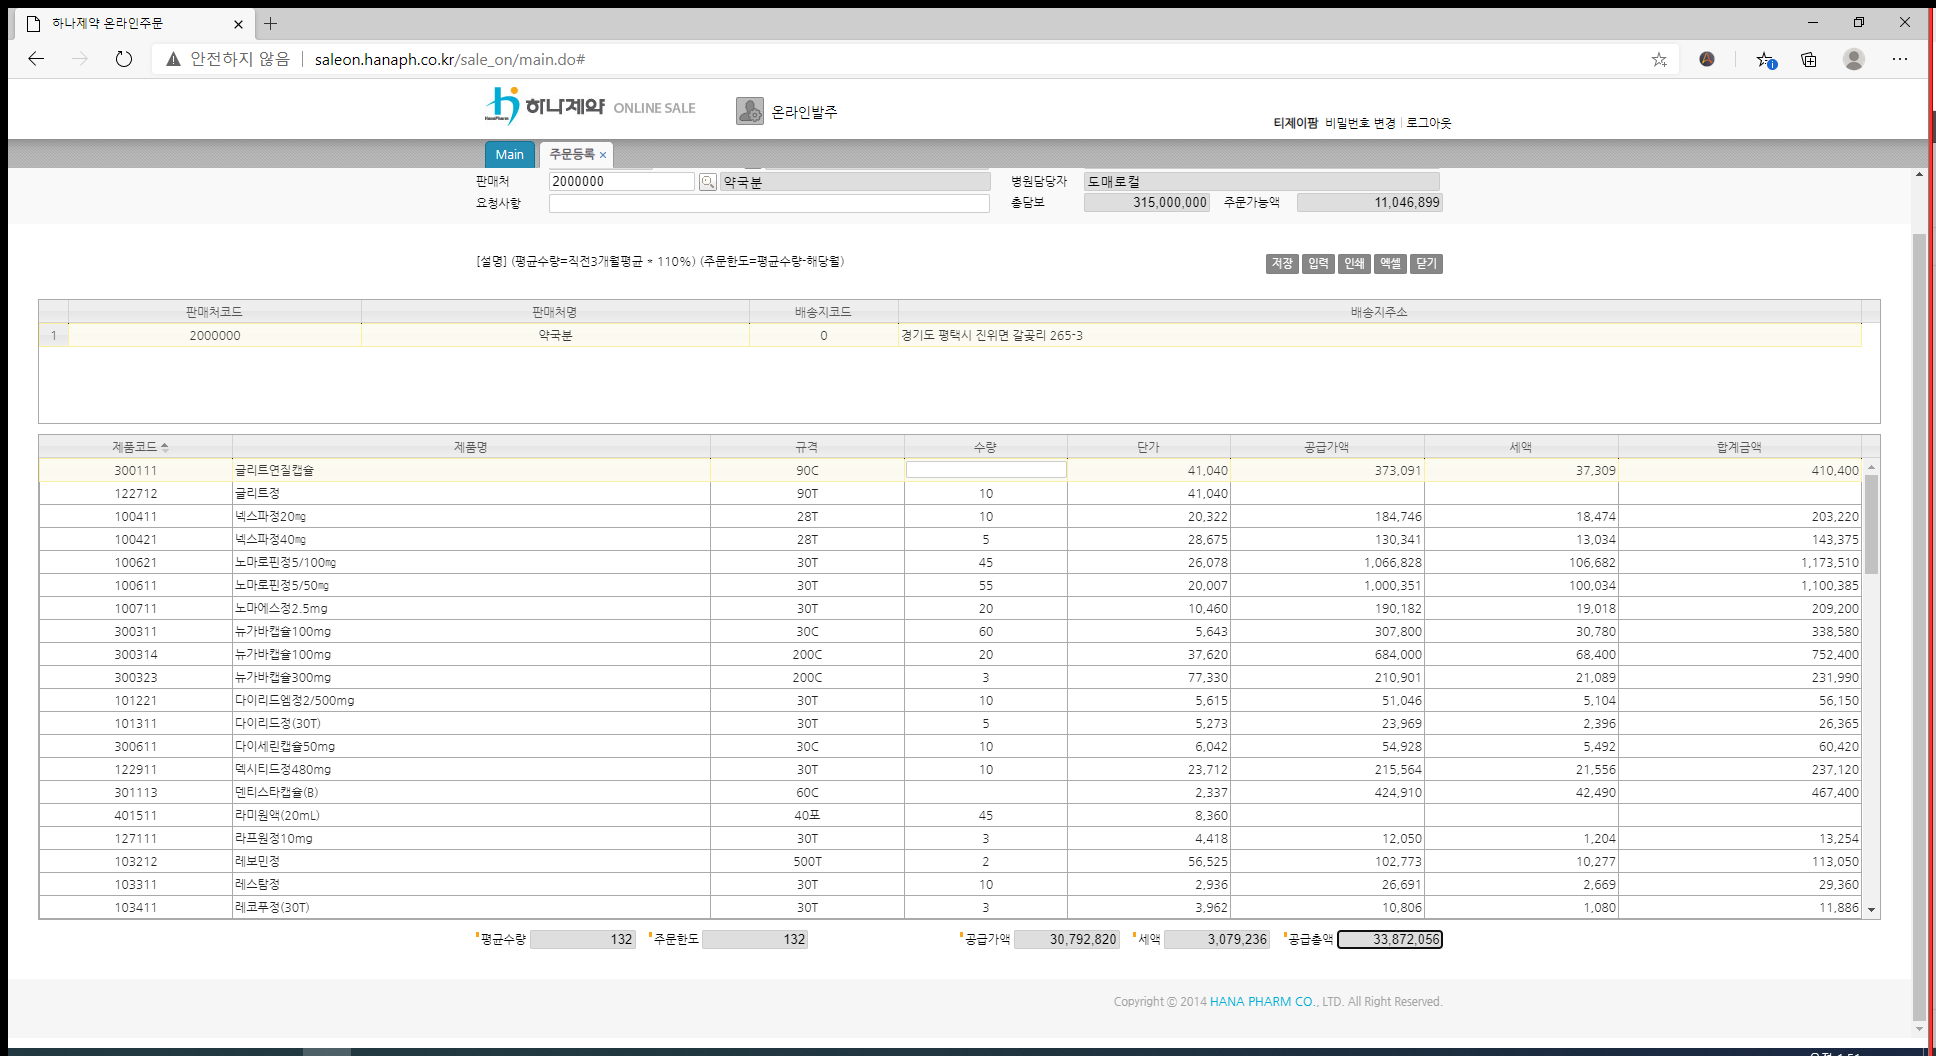 하나제약 온라인주문
안전하지 않음 saleon.hanaph.co.kr/sale_on/main.do#
HanaPharm 하나제약 ONLINE SALE 온라인발주
티제이팜 비밀번호 변경 로그아웃
Main 주문등록 ×
판매처 2000000 약국분 병원담당자 도매로컬
요청사항 총담보 315,000,000 주문가능액 11,046,899
[설명] (평균수량=직전3개월평균 * 110%) (주문한도=평균수량-해당월) 저장 입력 인쇄 엑셀 닫기
판매처코드 판매처명 배송지코드 배송지주소
1 2000000 약국분 0 경기도 평택시 진위면 갈곶리 265-3
제품코드 제품명 규격 수량 단가 공급가액 세액 합계금액
300111 글리트연질캡슐 90C 41,040 373,091 37,309 410,400
122712 글리트정 90T 10 41,040
100411 넥스파정20㎎ 28T 10 20,322 184,746 18,474 203,220
100421 넥스파정40㎎ 28T 5 28,675 130,341 13,034 143,375
100621 노마로핀정5/100㎎ 30T 45 26,078 1,066,828 106,682 1,173,510
100611 노마로핀정5/50㎎ 30T 55 20,007 1,000,351 100,034 1,100,385
100711 노마에스정2.5mg 30T 20 10,460 190,182 19,018 209,200
300311 뉴가바캡슐100mg 30C 60 5,643 307,800 30,780 338,580
300314 뉴가바캡슐100mg 200C 20 37,620 684,000 68,400 752,400
300323 뉴가바캡슐300mg 200C 3 77,330 210,901 21,089 231,990
101221 다이리드엠정2/500mg 30T 10 5,615 51,046 5,104 56,150
101311 다이리드정(30T) 30T 5 5,273 23,969 2,396 26,365
300611 다이세린캡슐50mg 30C 10 6,042 54,928 5,492 60,420
122911 덱시티드정480mg 30T 10 23,712 215,564 21,556 237,120
301113 덴티스타캡슐(B) 60C 2,337 424,910 42,490 467,400
401511 라미원액(20mL) 40포 45 8,360
127111 라프원정10mg 30T 3 4,418 12,050 1,204 13,254
103212 레보민정 500T 2 56,525 102,773 10,277 113,050
103311 레스탐정 30T 10 2,936 26,691 2,669 29,360
103411 레코푸정(30T) 30T 3 3,962 10,806 1,080 11,886
평균수량 132 주문한도 132 공급가액 30,792,820 세액 3,079,236 공급총액 33,872,056
Copyright © 2014 HANA PHARM CO., LTD. All Right Reserved.